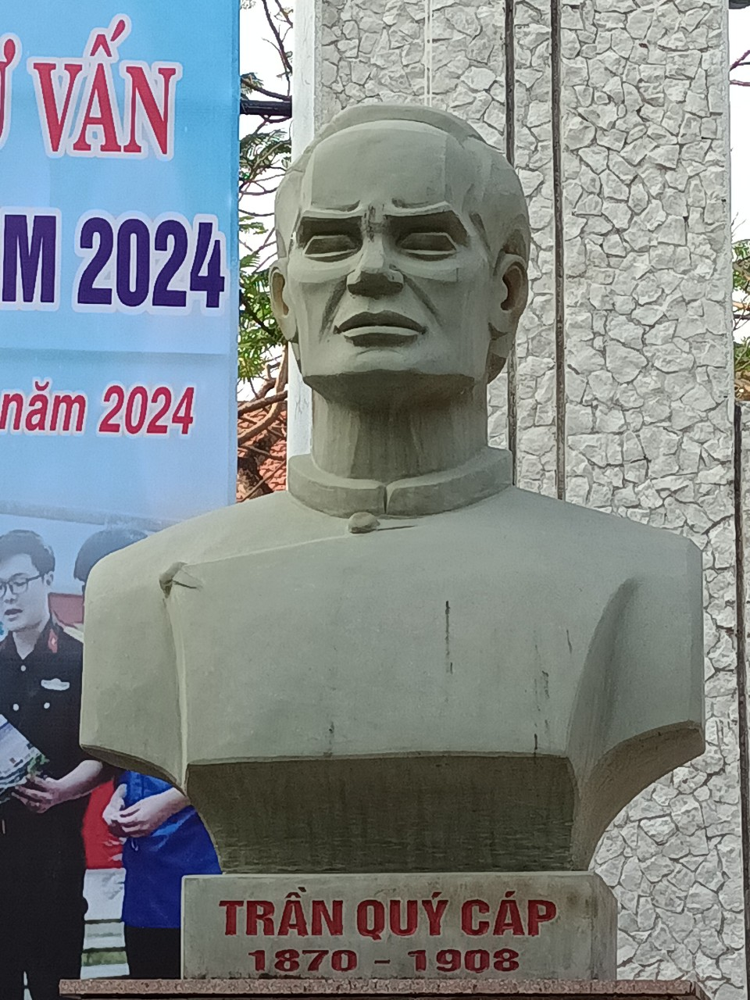 VẤN
2024
năm 2024
TRẦN QUÝ CÁP
1870 - 1908